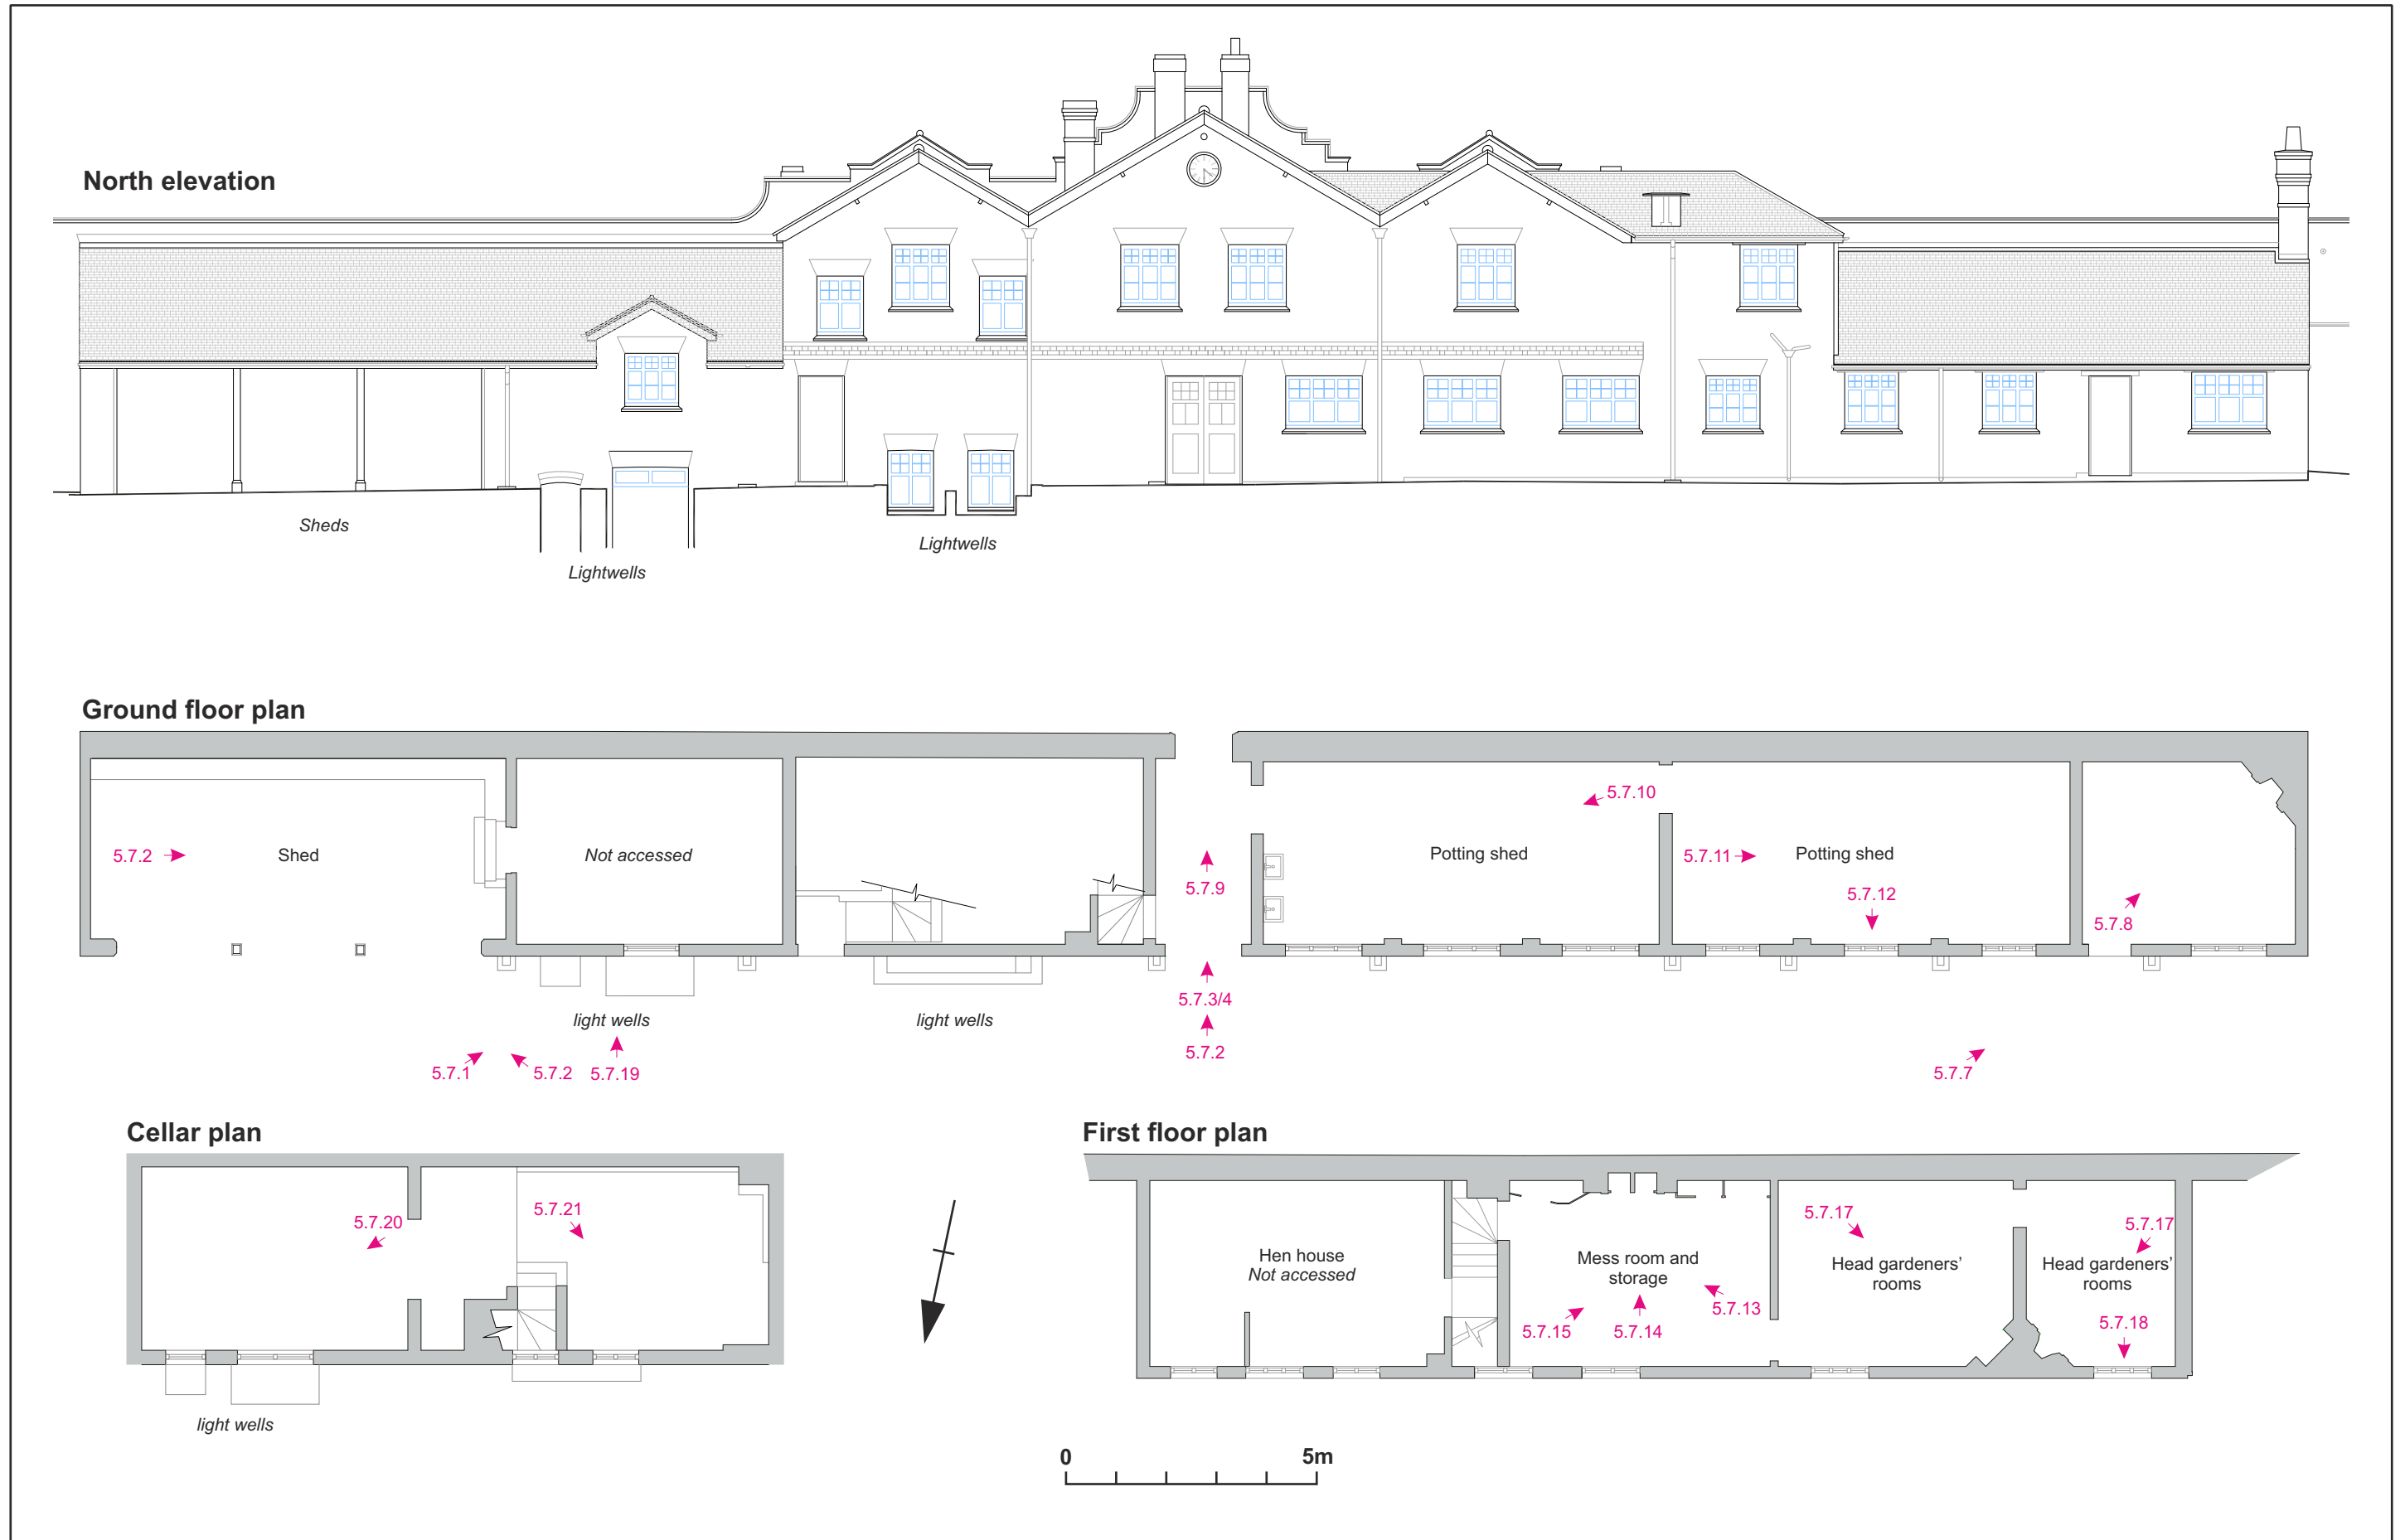 North elevation
Sheds
Lightwells
Lightwells
Ground floor plan
5.7.2
Shed
Not accessed
5.7.9
5.7.10
Potting shed
5.7.11
Potting shed
5.7.12
5.7.8
light wells
light wells
5.7.3/4
5.7.2
5.7.1
5.7.2
5.7.19
5.7.7
Cellar plan
5.7.20
5.7.21
light wells
First floor plan
Hen house
Not accessed
Mess room and
storage
5.7.13
5.7.15
5.7.14
5.7.17
Head gardeners'
rooms
5.7.17
Head gardeners'
rooms
5.7.18
0
5m